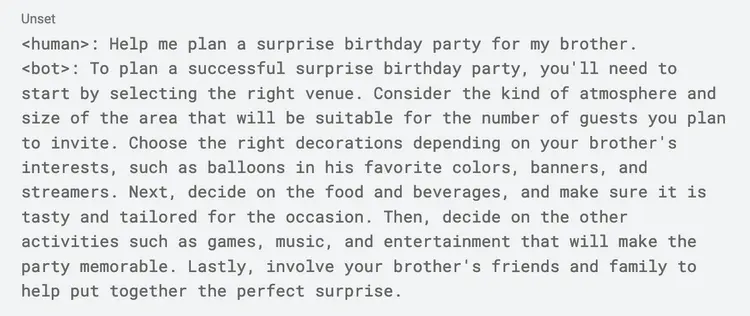 Unset
<human>: Help me plan a surprise birthday party for my brother.
<bot>: To plan a successful surprise birthday party, you'll need to
start by selecting the right venue. Consider the kind of atmosphere and
size of the area that will be suitable for the number of guests you plan
to invite. Choose the right decorations depending on your brother's
interests, such as balloons in his favorite colors, banners, and
streamers. Next, decide on the food and beverages, and make sure it is
tasty and tailored for the occasion. Then, decide on the other
activities such as games, music, and entertainment that will make the
party memorable. Lastly, involve your brother's friends and family to
help put together the perfect surprise.